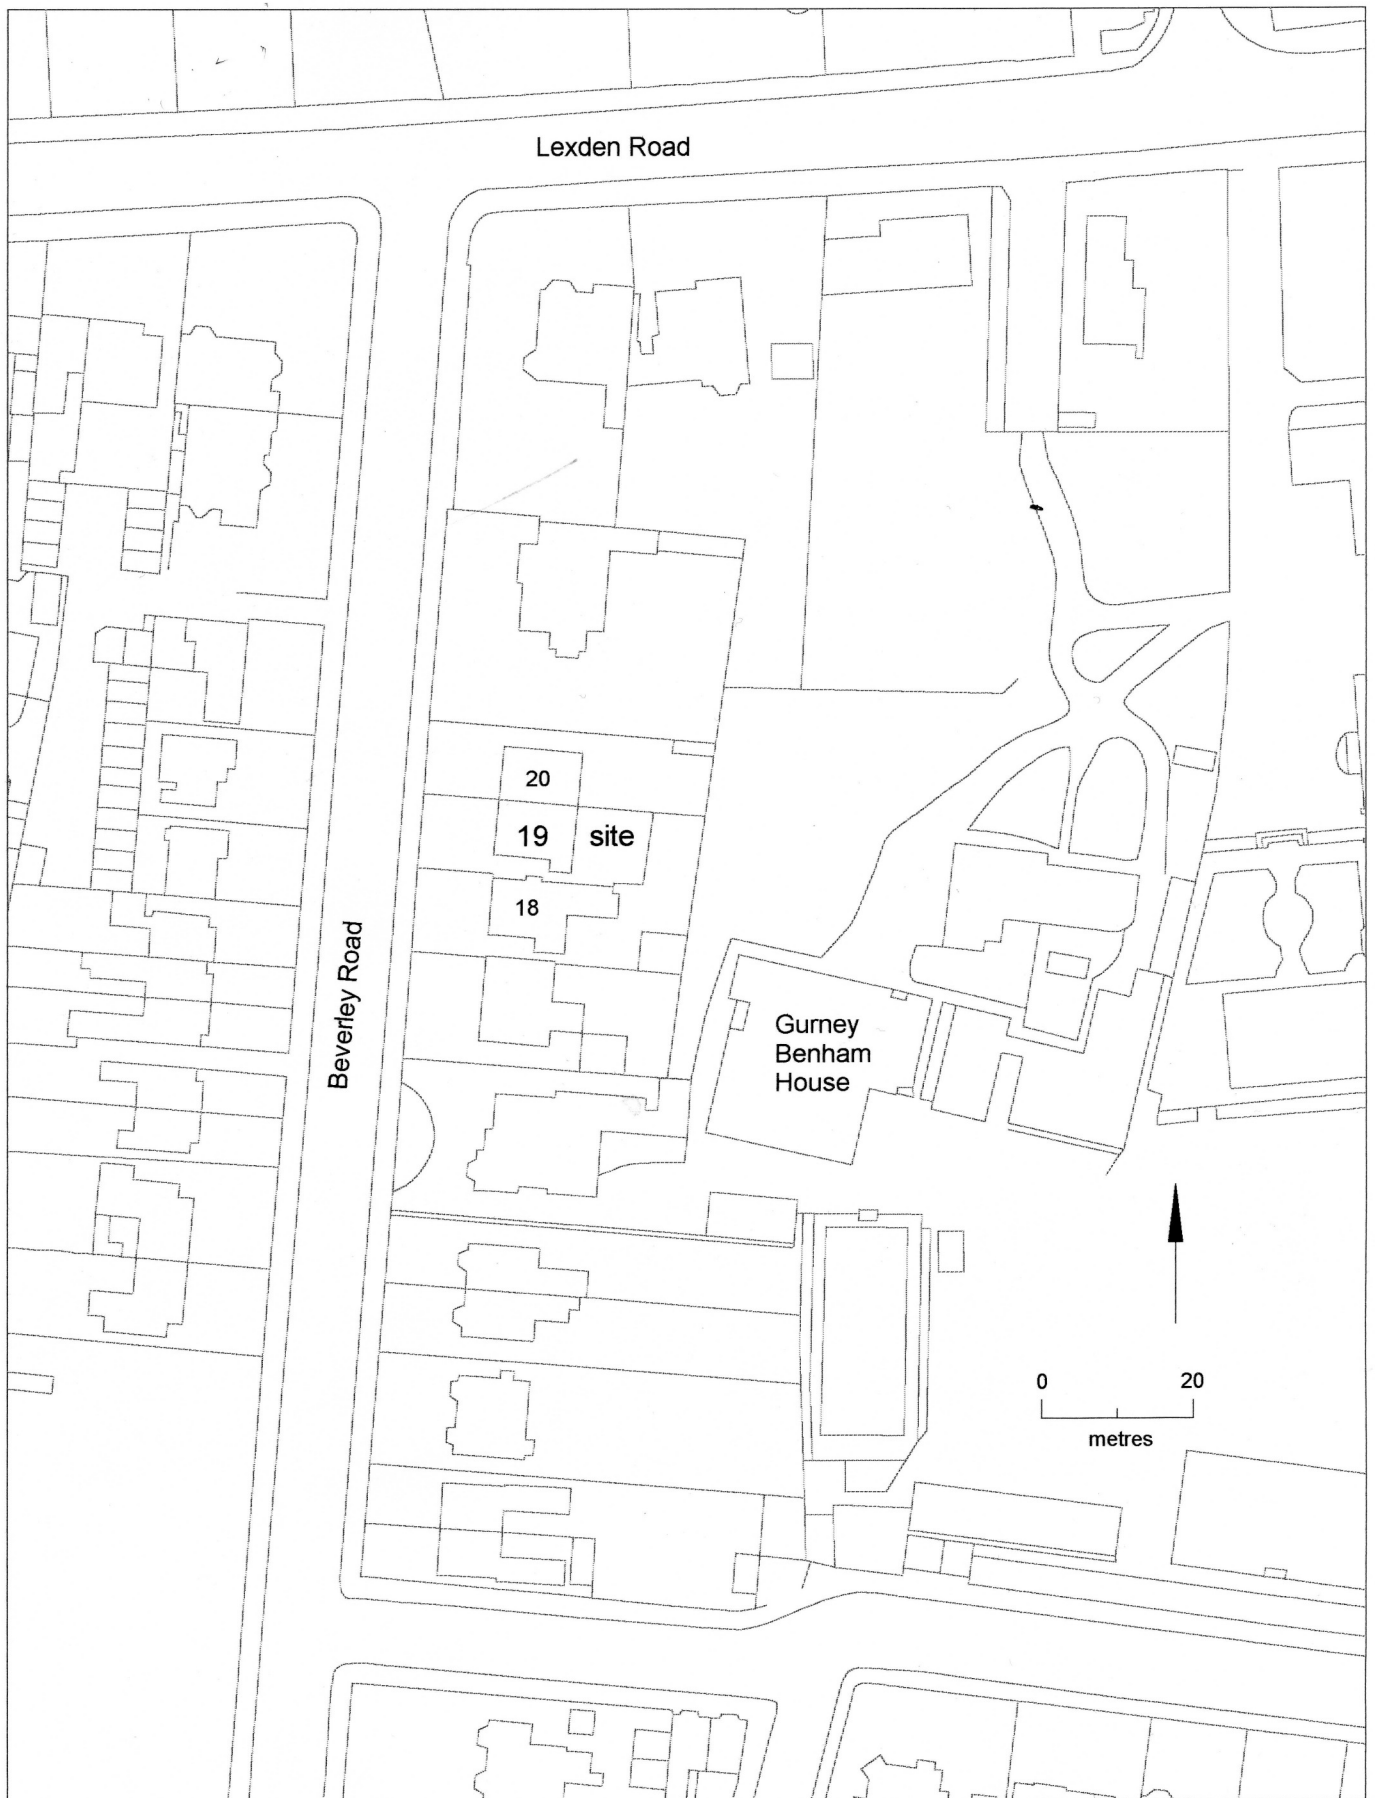 Lexden Road
20
19 site
18
Beverley Road
Gurney
Benham
House
0 20
metres